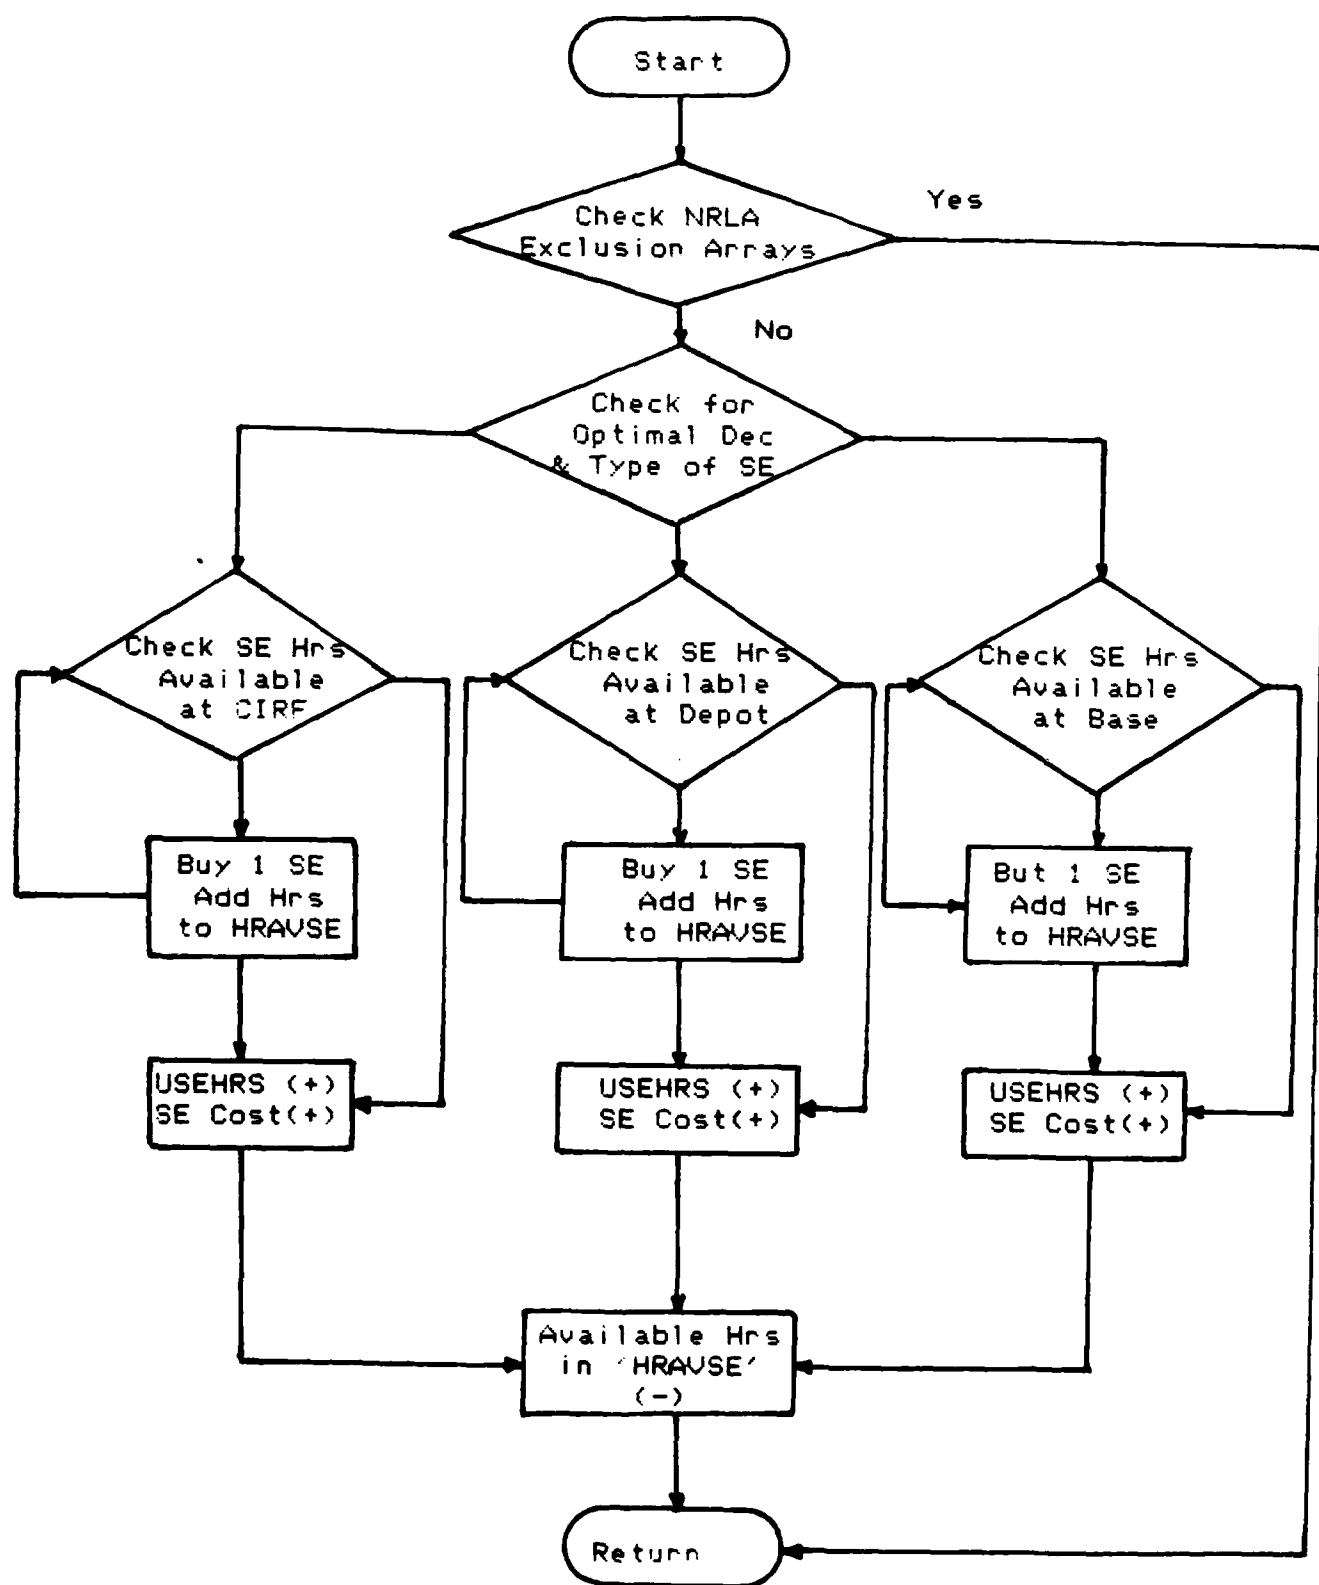 Start
Check NRLA
Exclusion Arrays
Yes
No
Check for
Optimal Dec
& Type of SE
Check SE Hrs
Available
at CIRF
Check SE Hrs
Available
at Depot
Check SE Hrs
Available
at Base
Buy 1 SE
Add Hrs
to HRAVSE
Buy 1 SE
Add Hrs
to HRAVSE
But 1 SE
Add Hrs
to HRAVSE
USEHRS (+)
SE Cost(+)
USEHRS (+)
SE Cost(+)
USEHRS (+)
SE Cost(+)
Available Hrs
in 'HRAVSE'
(-)
Return